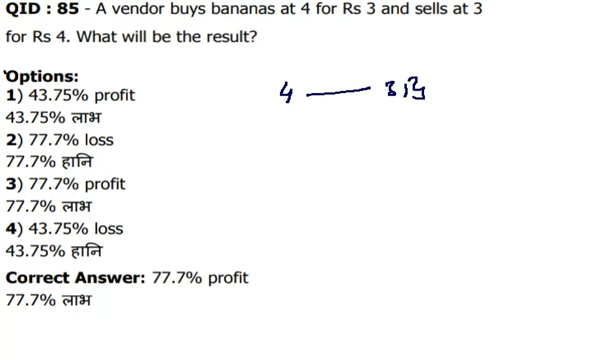 QID : 85 - A vendor buys bananas at 4 for Rs 3 and sells at 3
for Rs 4. What will be the result?
Options:
1) 43.75% profit
43.75% लाभ
4 —— 3 रु
2) 77.7% loss
77.7% हानि
3) 77.7% profit
77.7% लाभ
4) 43.75% loss
43.75% हानि
Correct Answer: 77.7% profit
77.7% लाभ